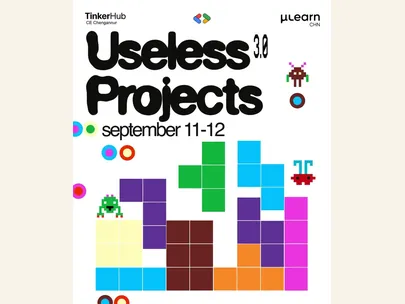 TinkerHub
CE Chengannur
µLearn
CHN
Useless 3.0
Projects
september 11-12